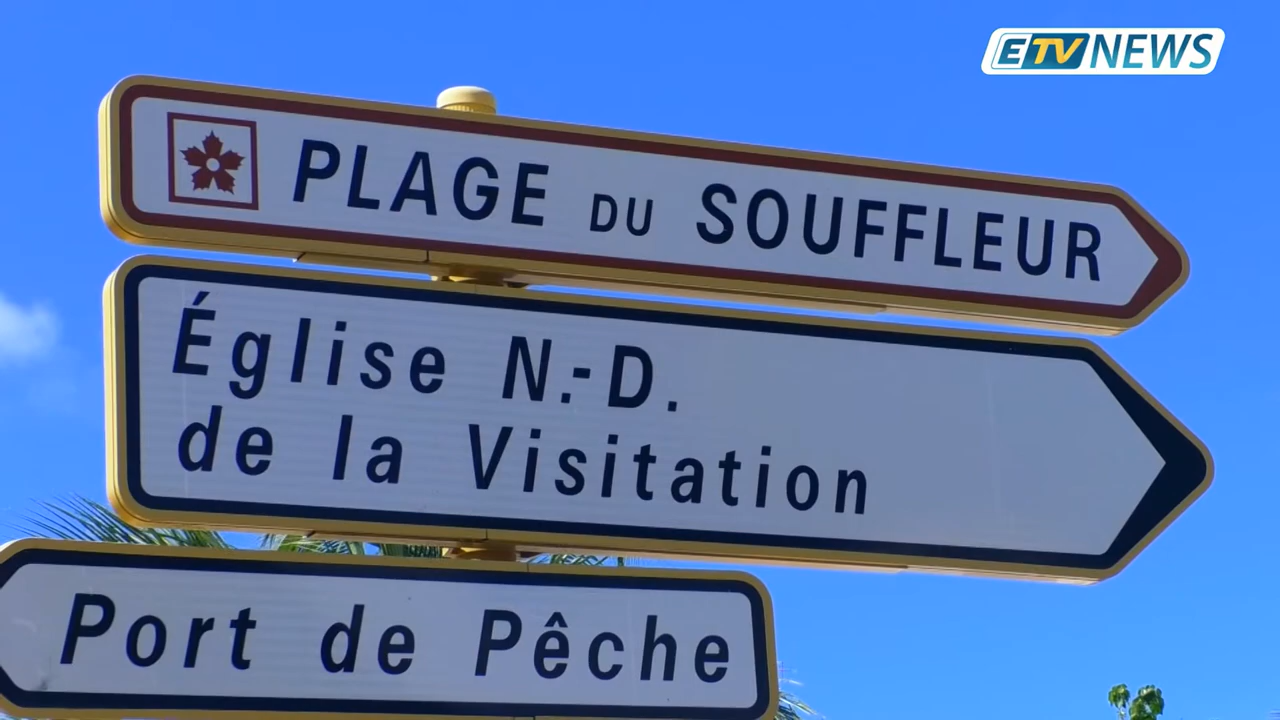 ETV NEWS
PLAGE DU SOUFFLEUR
Église N.-D.
de la Visitation
Port de Pêche